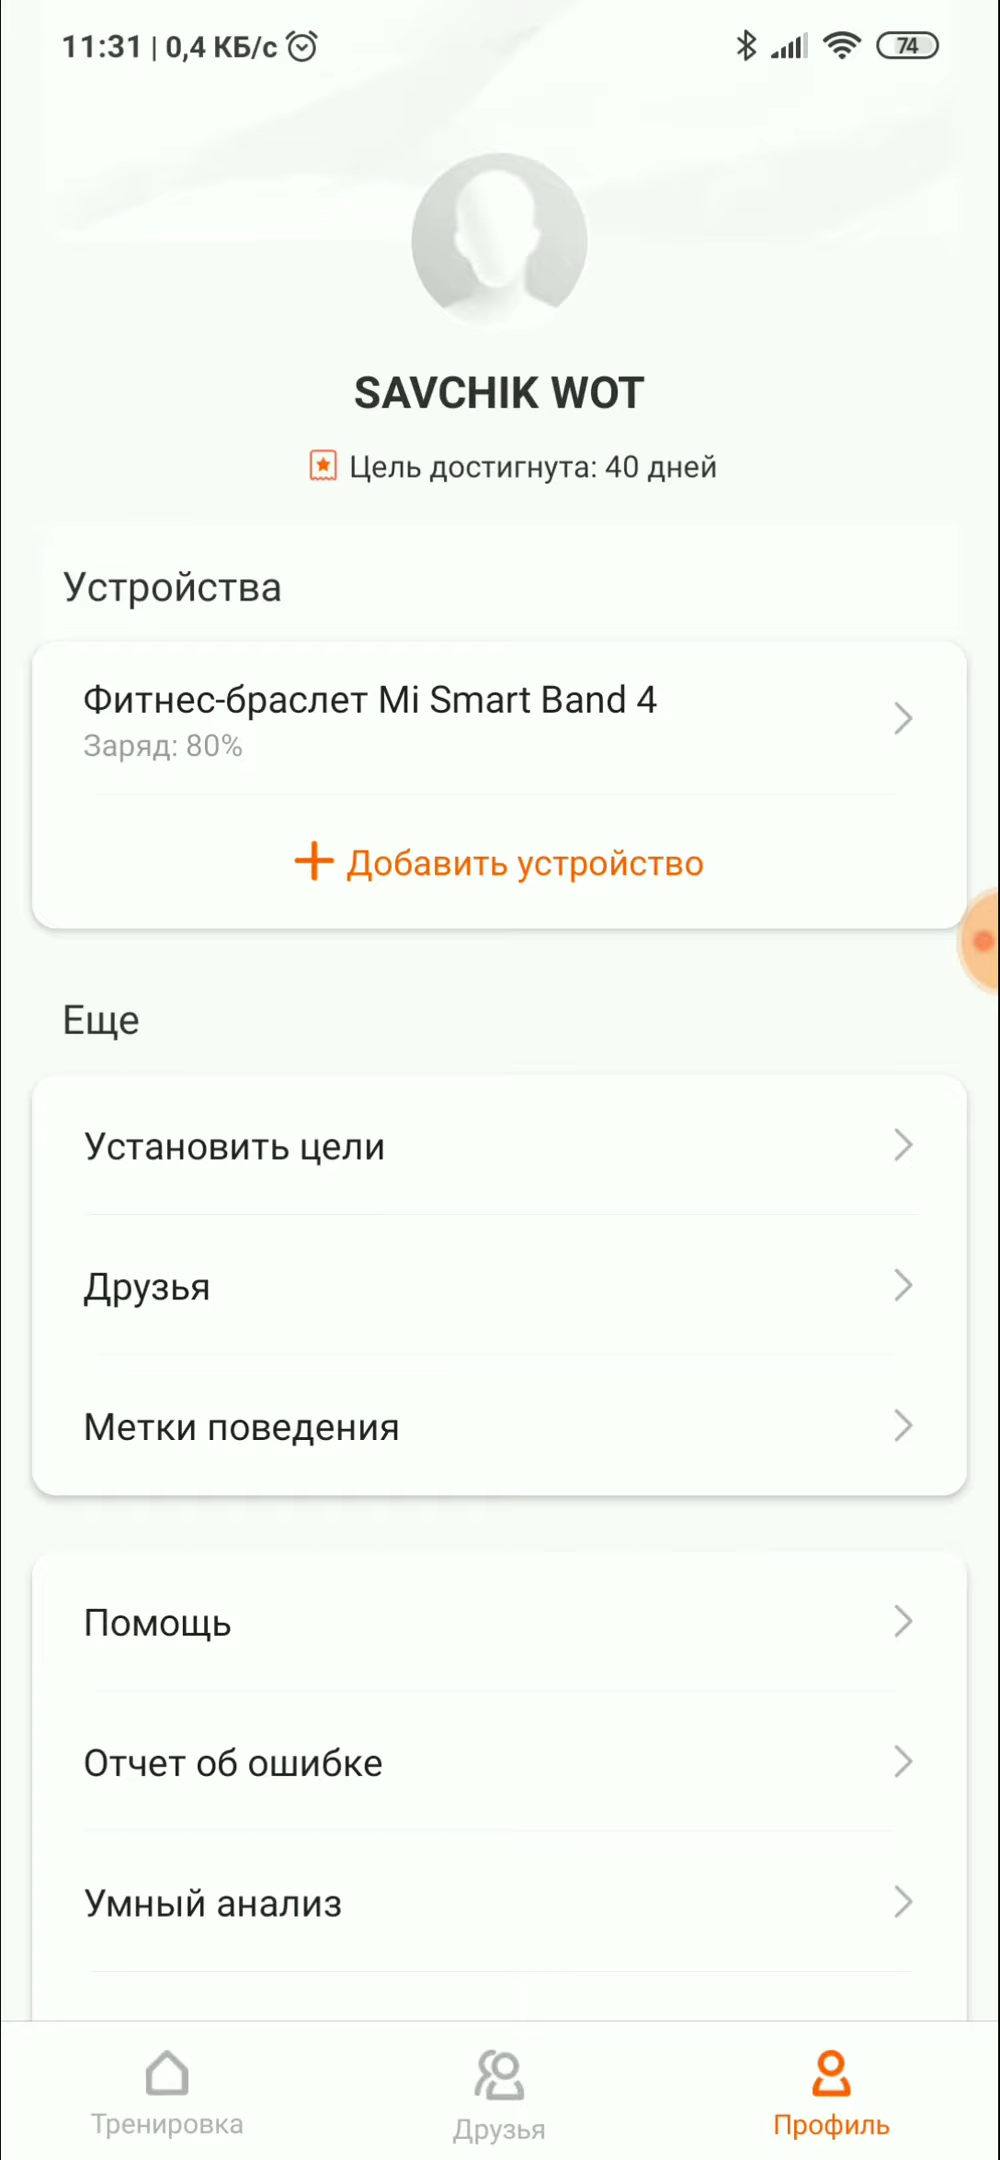 11:31 | 0,4 КБ/с
74
SAVCHIK WOT
Цель достигнута: 40 дней
Устройства
Фитнес-браслет Mi Smart Band 4
Заряд: 80%
Добавить устройство
Еще
Установить цели
Друзья
Метки поведения
Помощь
Отчет об ошибке
Умный анализ
Тренировка
Друзья
Профиль